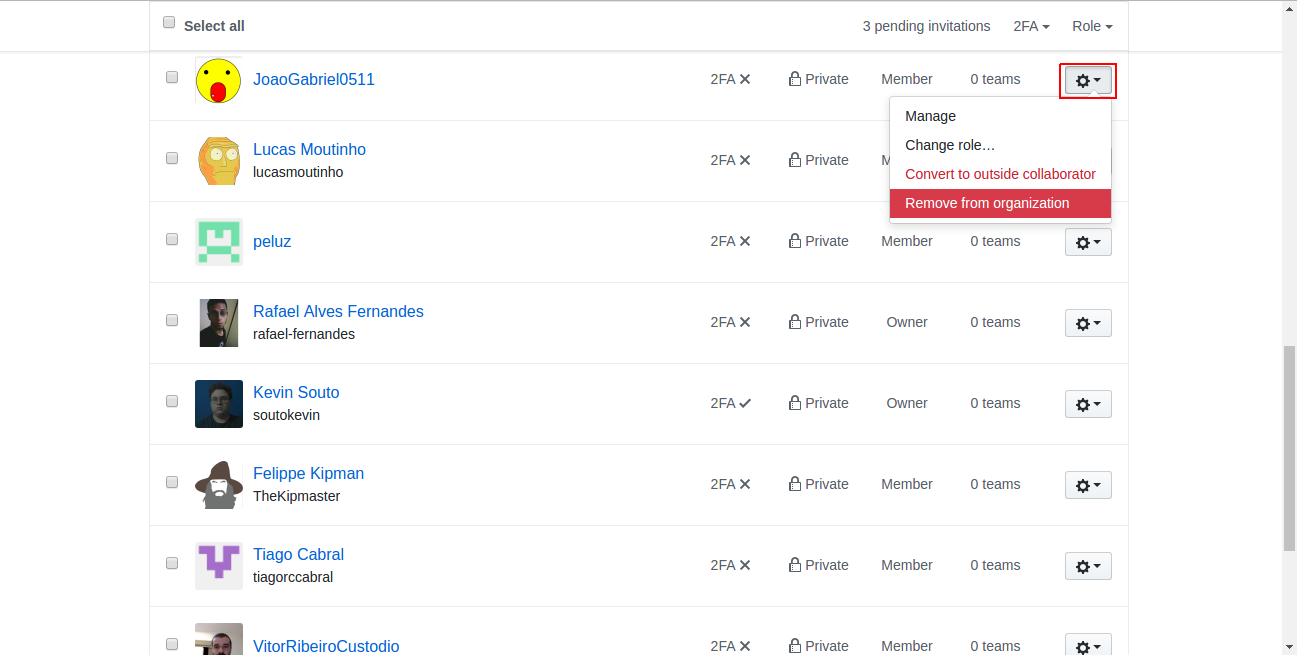 Select all 3 pending invitations 2FA Role
JoaoGabriel0511 2FA Private Member 0 teams
Manage
Change role…
Convert to outside collaborator
Remove from organization
Lucas Moutinho
lucasmoutinho 2FA Private
peluz 2FA Private Member 0 teams
Rafael Alves Fernandes
rafael-fernandes 2FA Private Owner 0 teams
Kevin Souto
soutokevin 2FA Private Owner 0 teams
Felippe Kipman
TheKipmaster 2FA Private Member 0 teams
Tiago Cabral
tiagorccabral 2FA Private Member 0 teams
VitorRibeiroCustodio 2FA Private Member 0 teams